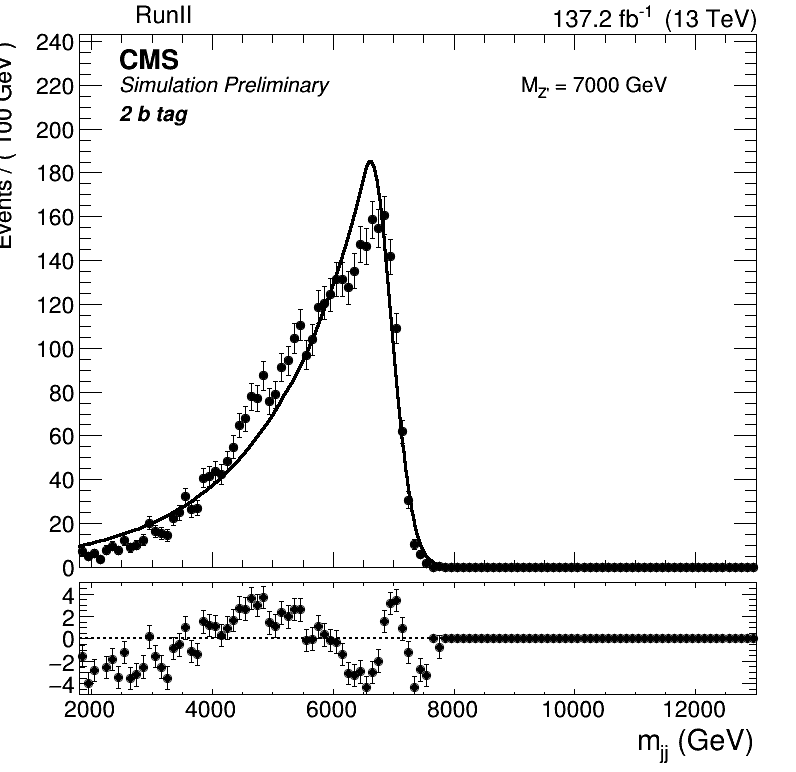 RunII 137.2 fb-1 (13 TeV)
CMS
Simulation Preliminary
2 b tag
MZ' = 7000 GeV
Events / ( 100 GeV )
240
220
200
180
160
140
120
100
80
60
40
20
0
4
2
0
−2
−4
2000 4000 6000 8000 10000 12000
mjj (GeV)